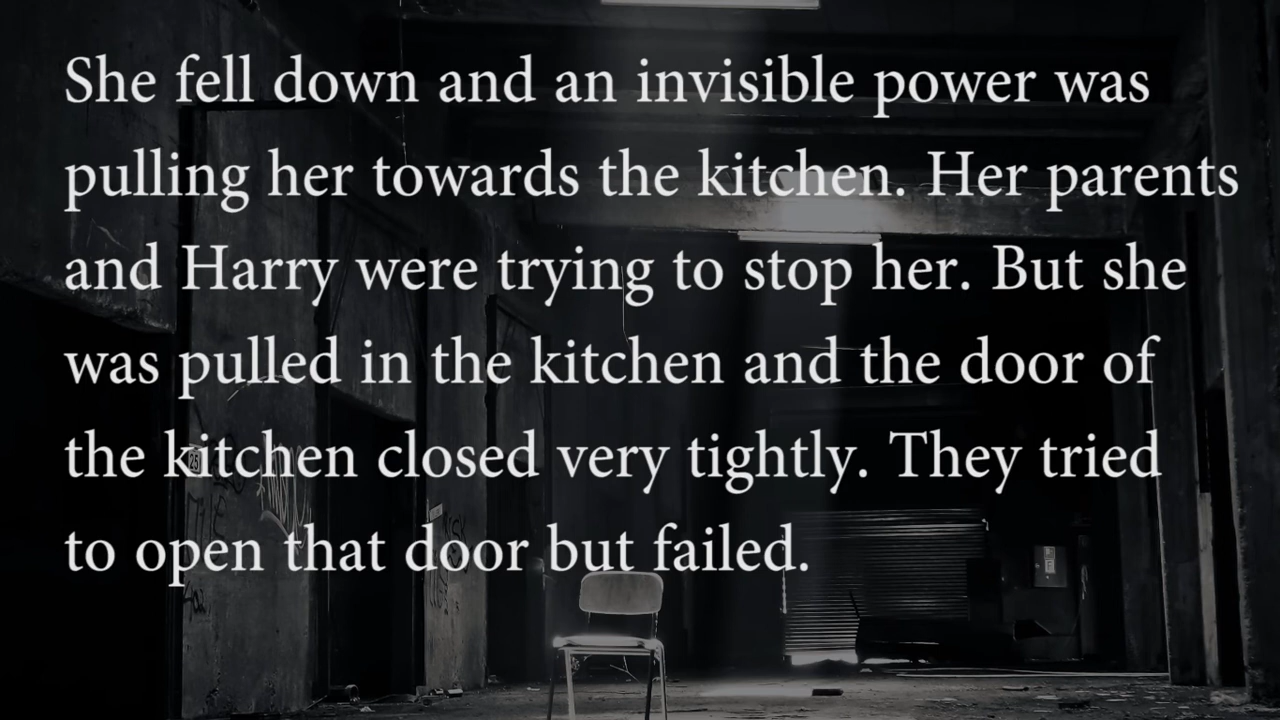 She fell down and an invisible power was
pulling her towards the kitchen. Her parents
and Harry were trying to stop her. But she
was pulled in the kitchen and the door of
the kitchen closed very tightly. They tried
to open that door but failed.
25